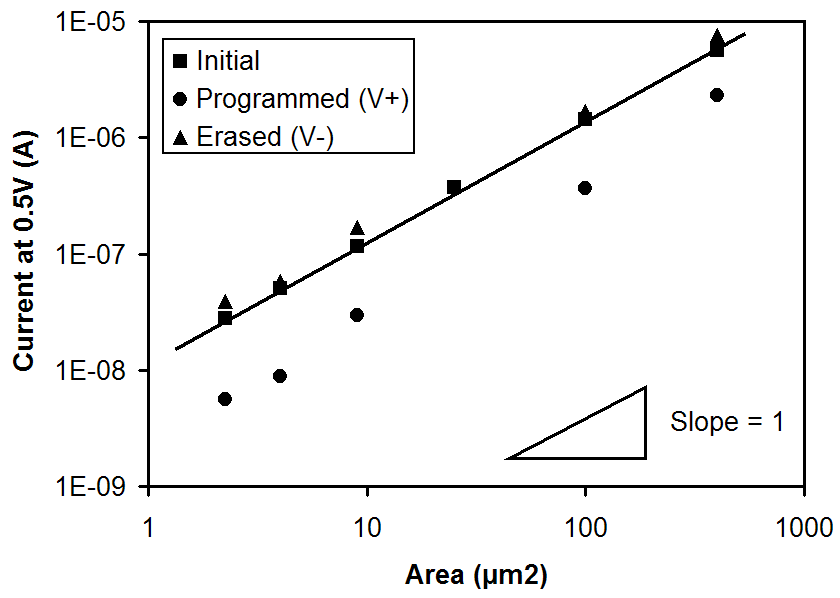 1E-05
1E-06
1E-07
1E-08
1E-09
Current at 0.5V (A)
Initial
Programmed (V+)
Erased (V-)
Slope = 1
1
10
100
1000
Area (µm2)